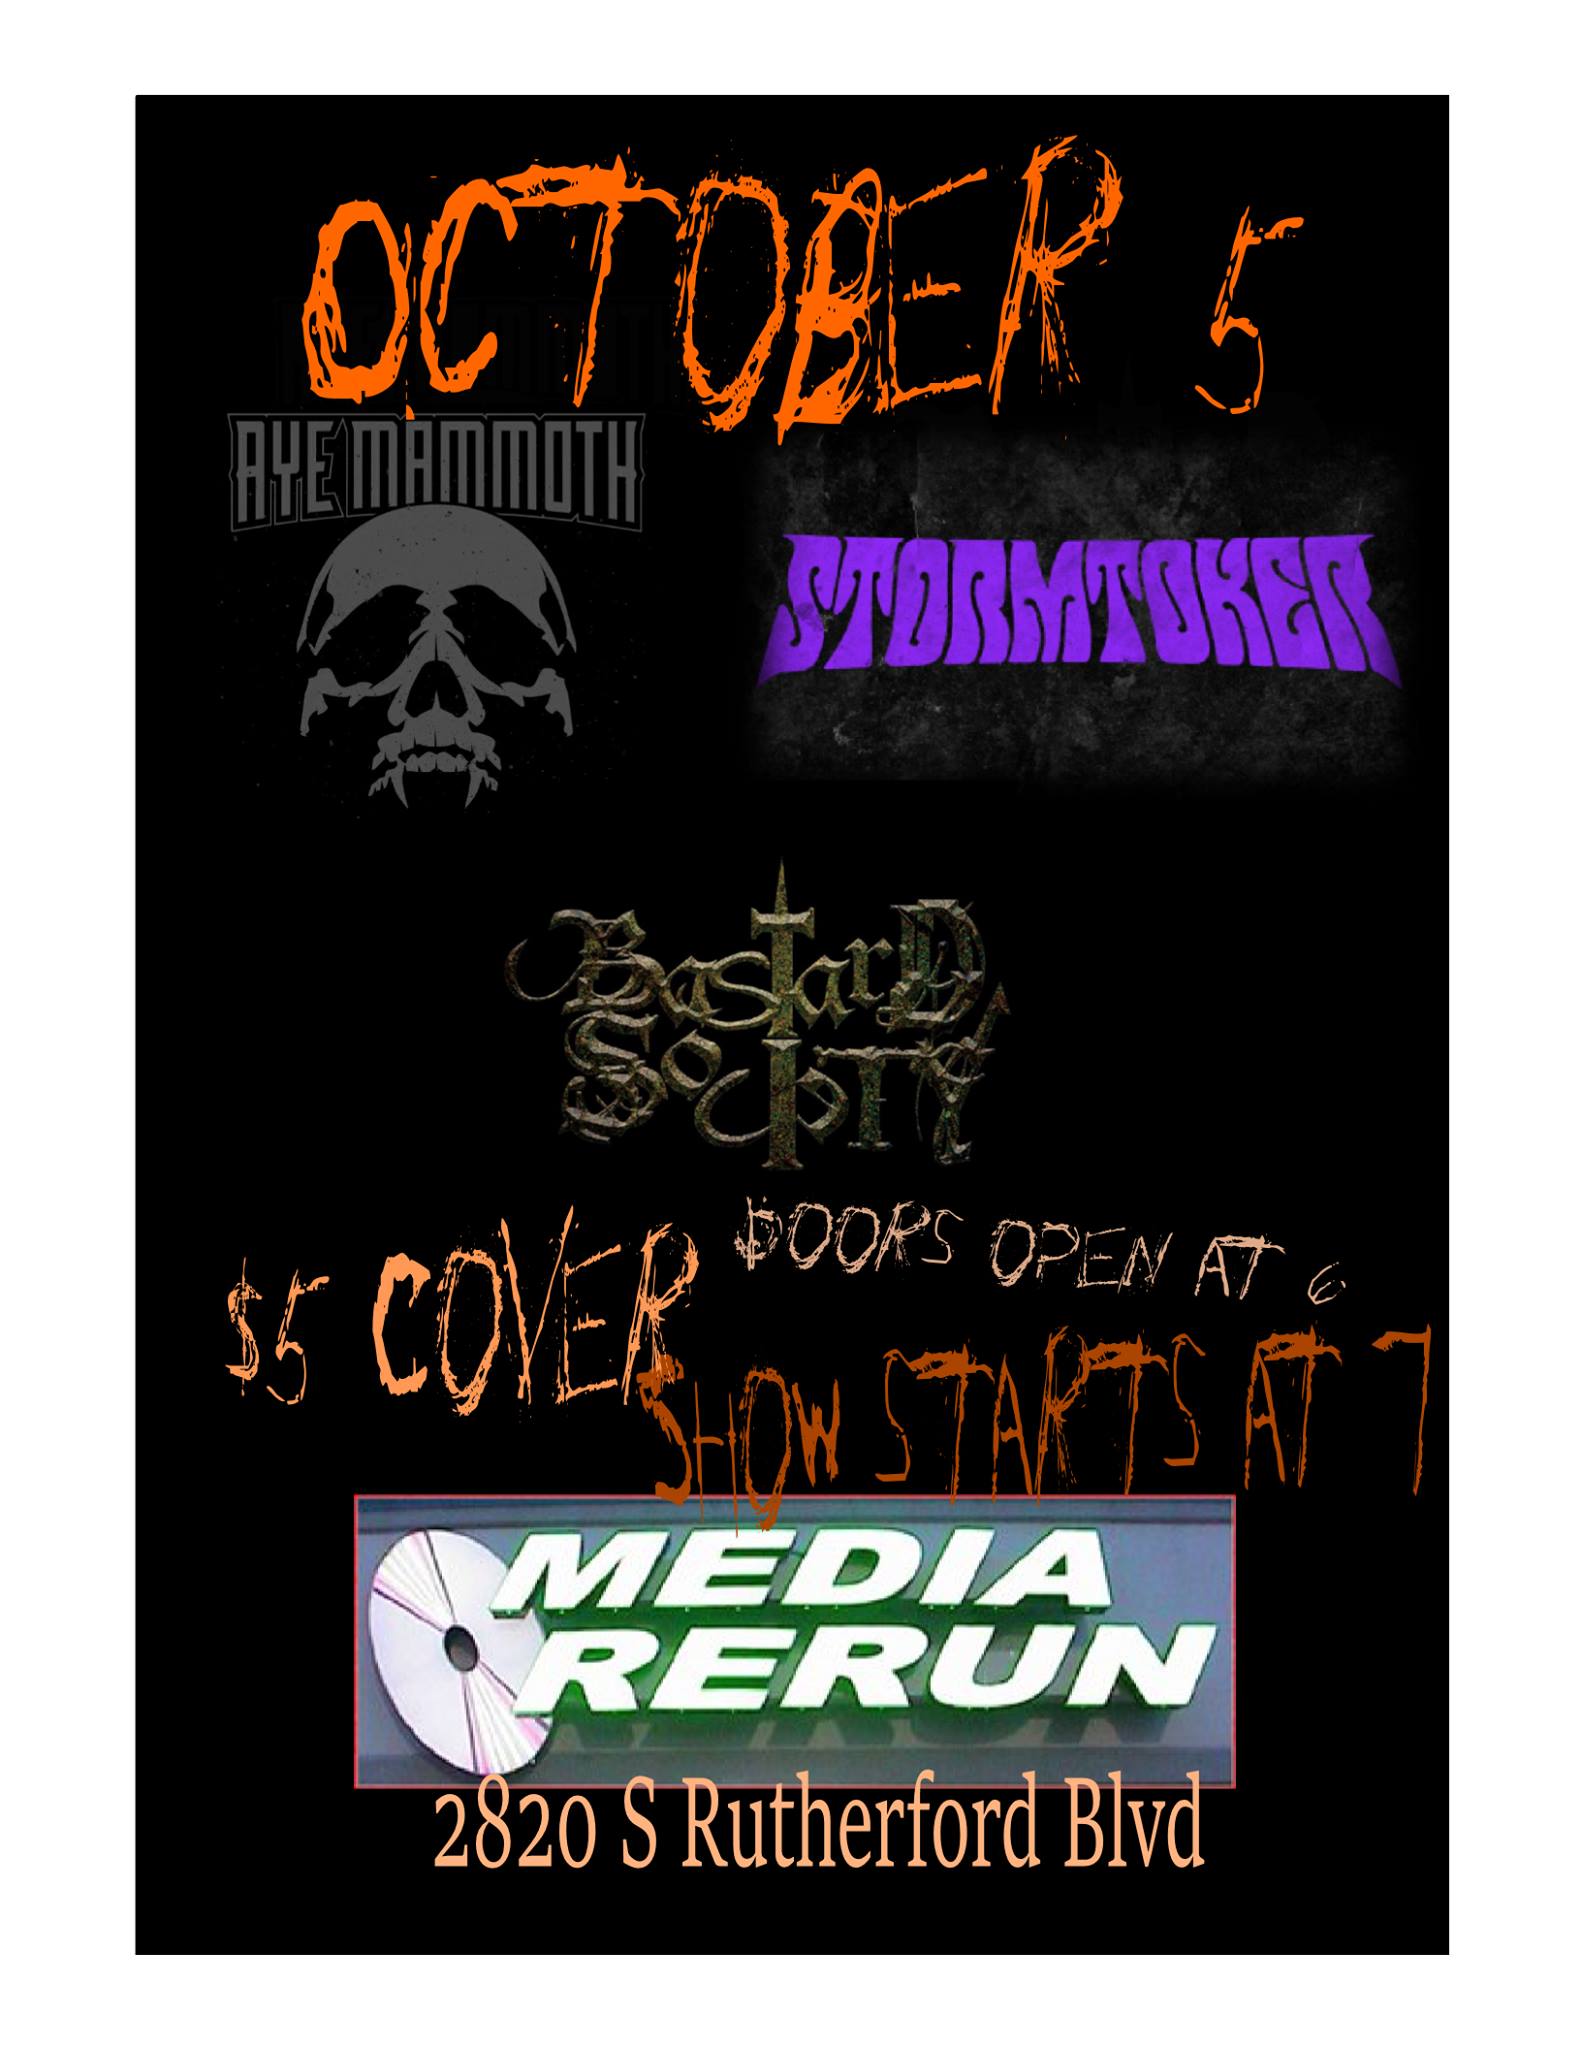 OCTOBER 5
AYE MAMMOTH
STORMTOKER
BastarD
SociETY
$5 COVER
DOORS OPEN AT 6
SHOW STARTS AT 7
MEDIA
RERUN
2820 S Rutherford Blvd